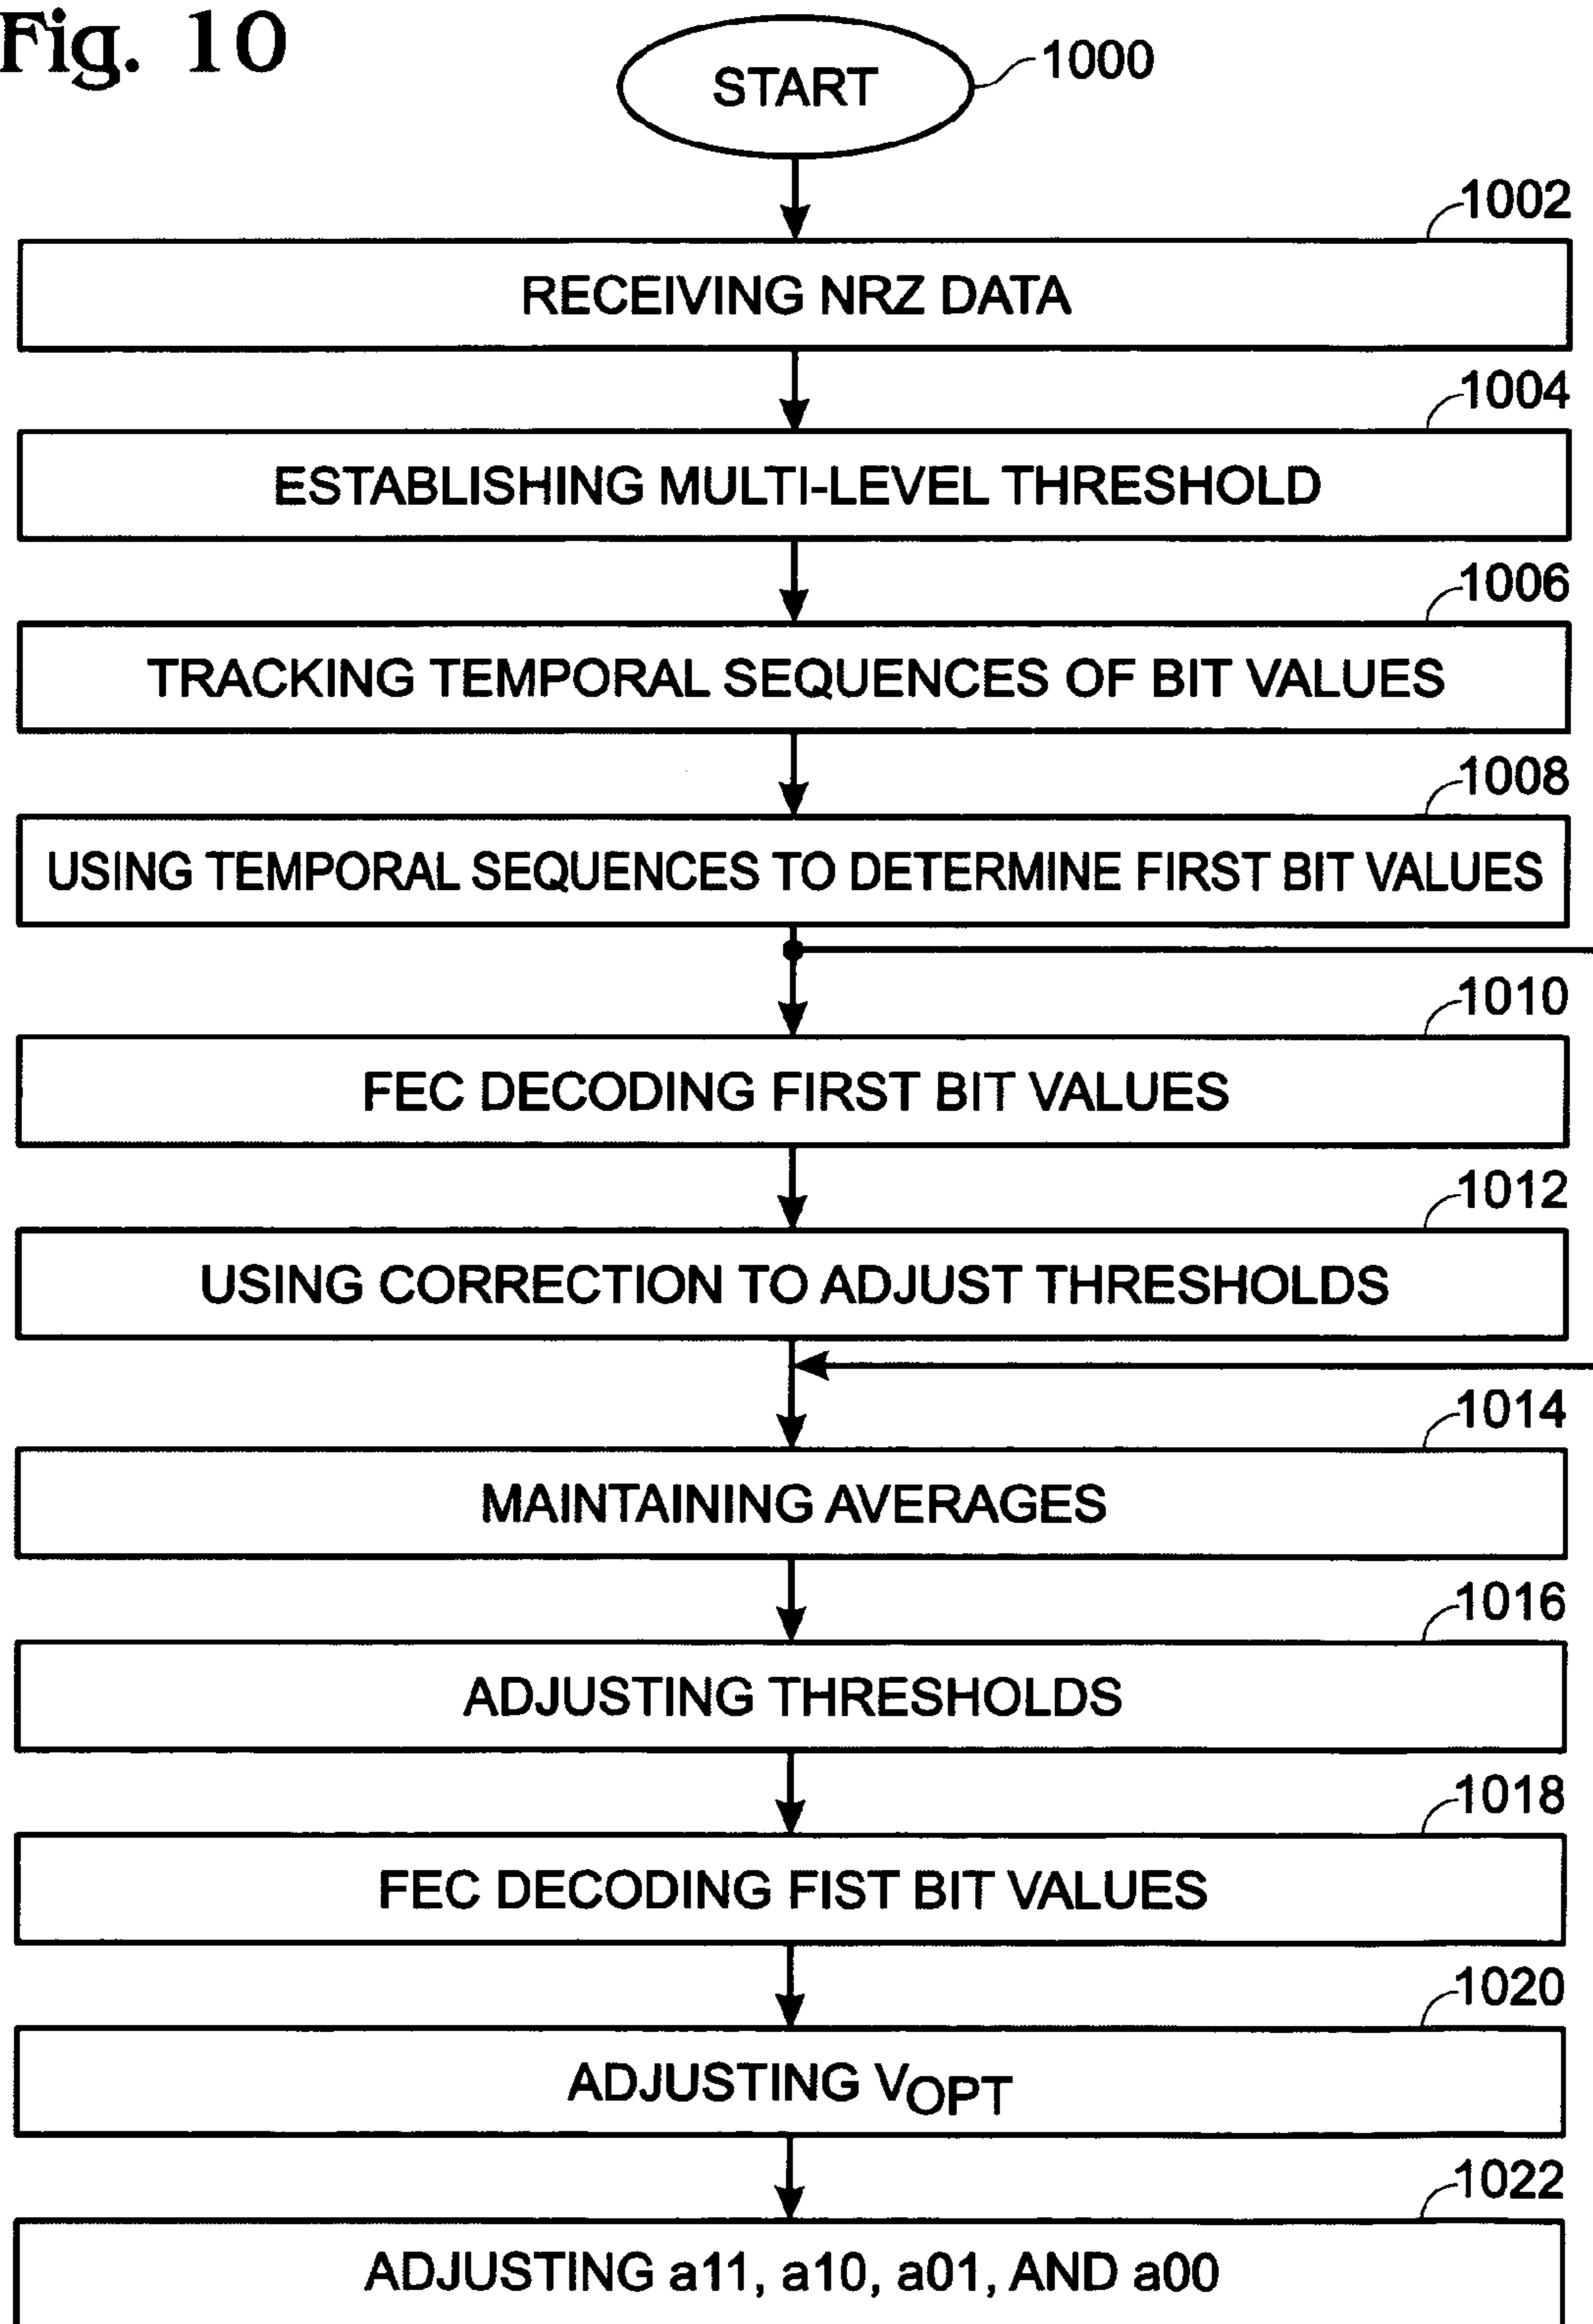 Fig. 10
START
1000
1002
RECEIVING NRZ DATA
1004
ESTABLISHING MULTI-LEVEL THRESHOLD
1006
TRACKING TEMPORAL SEQUENCES OF BIT VALUES
1008
USING TEMPORAL SEQUENCES TO DETERMINE FIRST BIT VALUES
1010
FEC DECODING FIRST BIT VALUES
1012
USING CORRECTION TO ADJUST THRESHOLDS
1014
MAINTAINING AVERAGES
1016
ADJUSTING THRESHOLDS
1018
FEC DECODING FIST BIT VALUES
1020
ADJUSTING VOPT
1022
ADJUSTING a11, a10, a01, AND a00